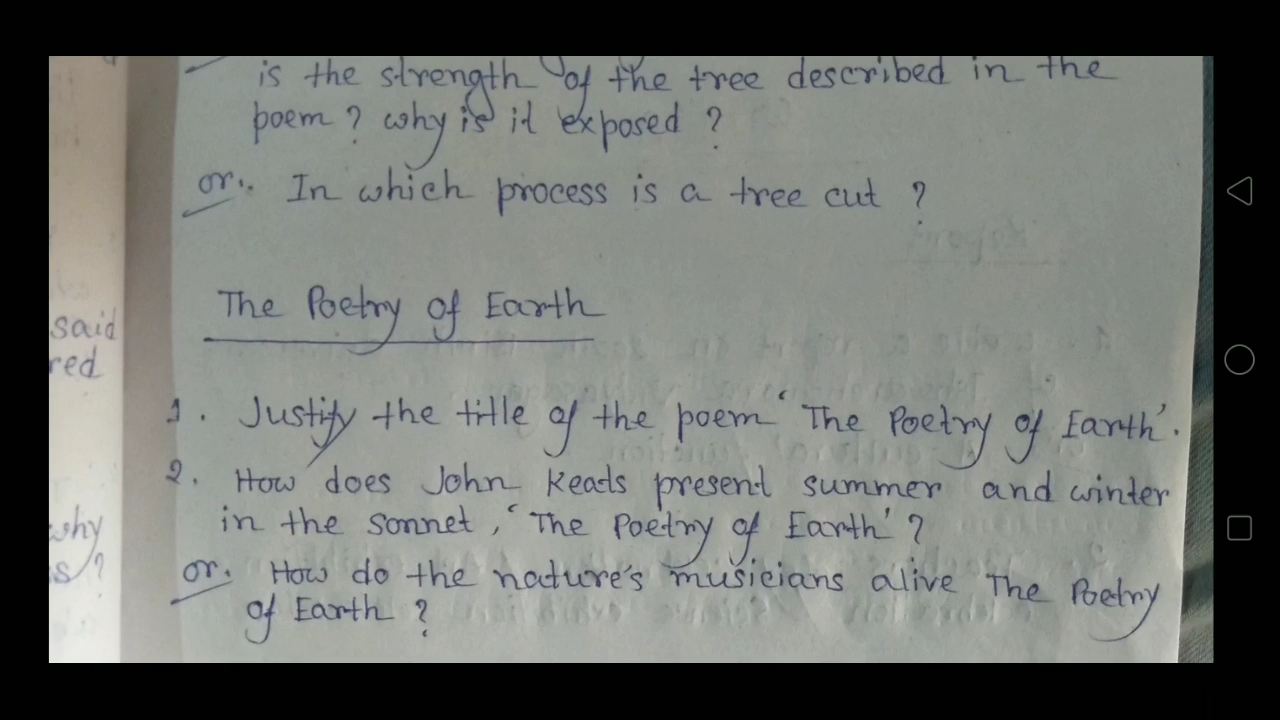 is the strength of the tree described in the
poem? why is it exposed?
or.. In which process is a tree cut?
The Poetry of Earth
said
red
1. Justify the title of the poem 'The Poetry of Earth'.
2. How does John Keats present summer and winter
in the sonnet, 'The Poetry of Earth'?
why
s?
or. How do the nature's musicians alive The Poetry
of Earth?